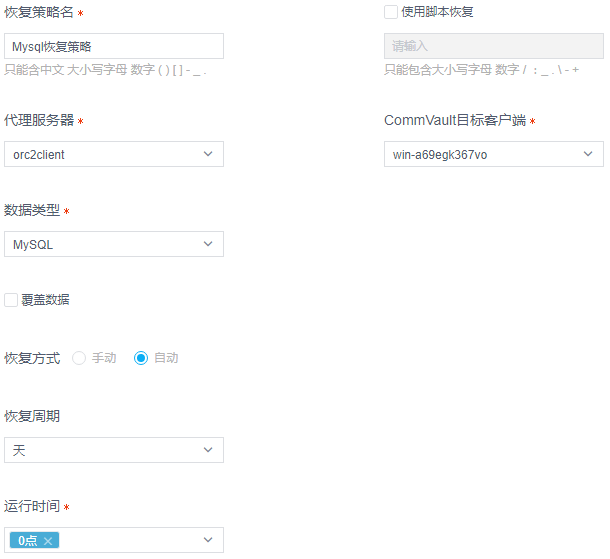 恢复策略名 *
使用脚本恢复
Mysql恢复策略
请输入
只能含中文 大小写字母 数字 ( ) [ ] - _ .
只能包含大小写字母 数字 / : _ . \ - +
代理服务器 *
CommVault目标客户端 *
orc2client
win-a69egk367vo
数据类型 *
MySQL
覆盖数据
恢复方式 手动 自动
恢复周期
天
运行时间 *
0点 ×